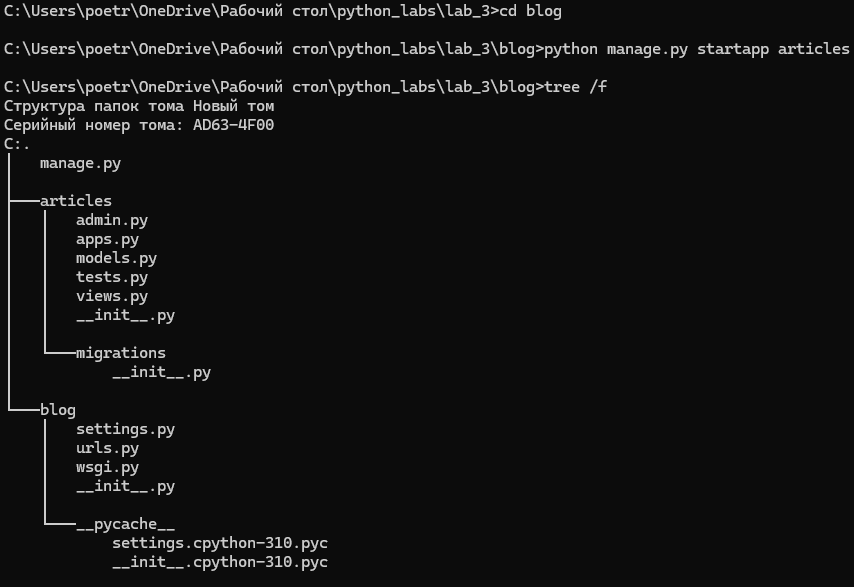 C:\Users\poetr\OneDrive\Рабочий стол\python_labs\lab_3>cd blog
C:\Users\poetr\OneDrive\Рабочий стол\python_labs\lab_3\blog>python manage.py startapp articles
C:\Users\poetr\OneDrive\Рабочий стол\python_labs\lab_3\blog>tree /f
Структура папок тома Новый том
Серийный номер тома: AD63-4F00
C:.
manage.py
articles
admin.py
apps.py
models.py
tests.py
views.py
__init__.py
migrations
__init__.py
blog
settings.py
urls.py
wsgi.py
__init__.py
__pycache__
settings.cpython-310.pyc
__init__.cpython-310.pyc